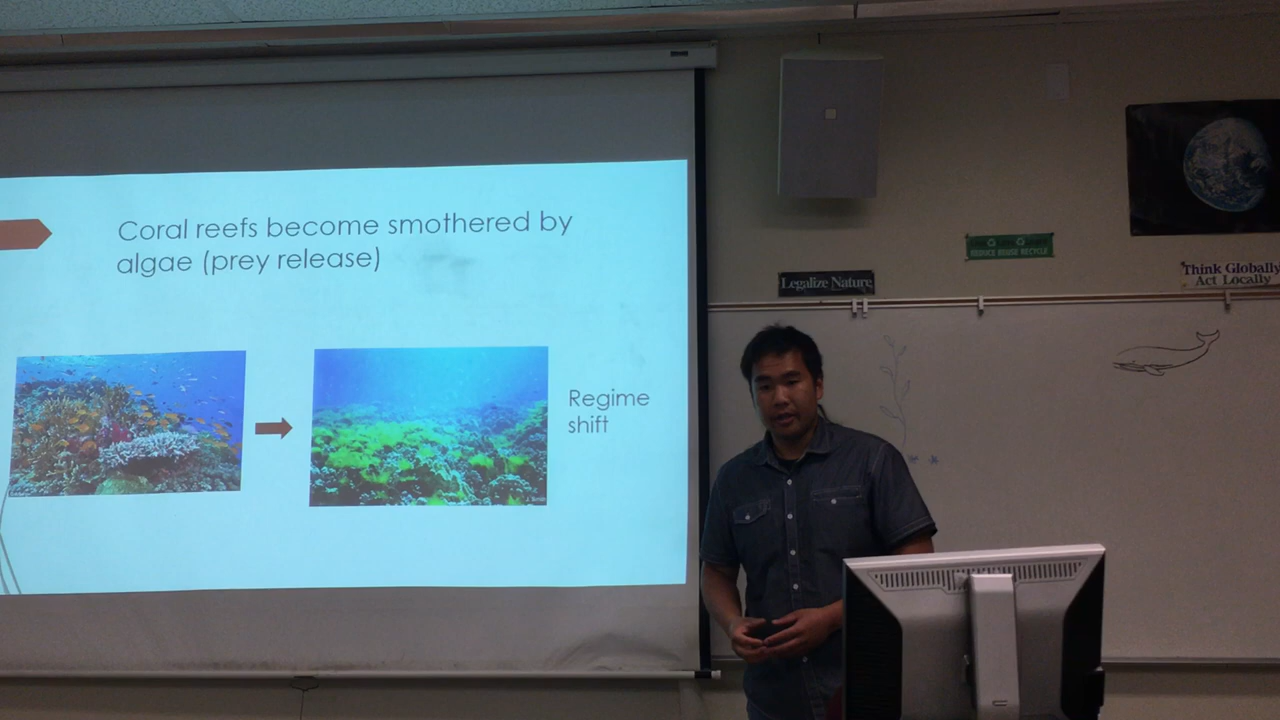 Coral reefs become smothered by
algae (prey release)
Regime
shift
Legalize Nature
REDUCE REUSE RECYCLE
Think Globally
Act Locally